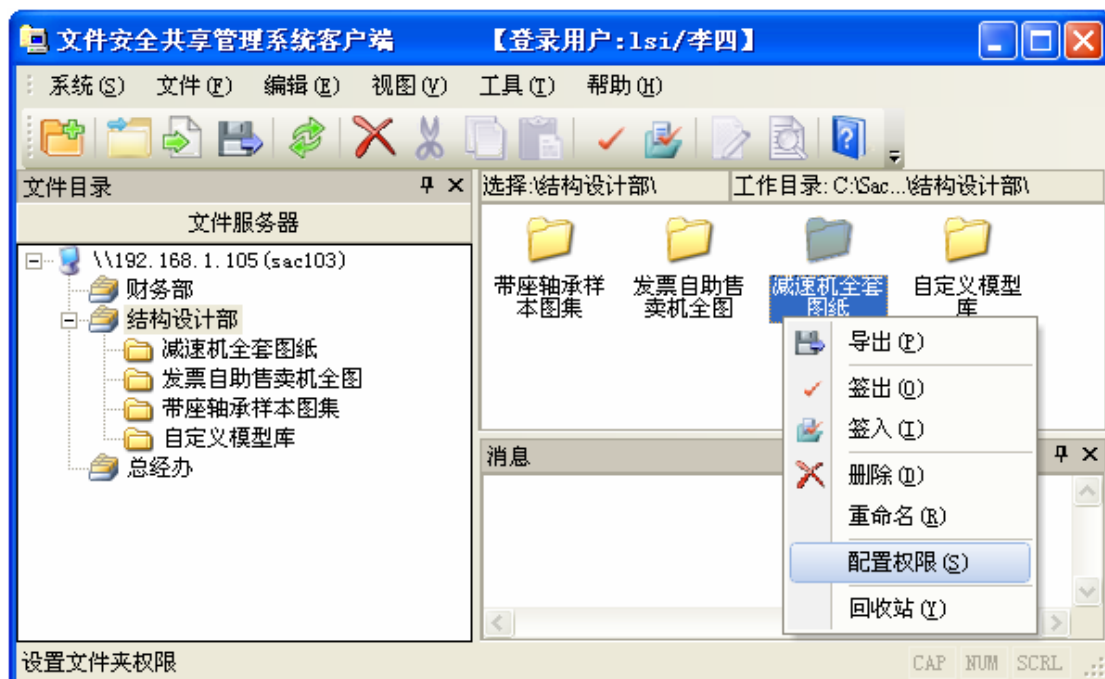 文件安全共享管理系统客户端 【登录用户:lsi/李四】
系统(S) 文件(F) 编辑(E) 视图(V) 工具(T) 帮助(H)
文件目录
选择:\结构设计部\ 工作目录: C:\Sac...\结构设计部\
文件服务器
\\192.168.1.105(sac103)
财务部
结构设计部
减速机全套图纸
发票自助售卖机全图
带座轴承样本图集
自定义模型库
总经办
带座轴承样
本图集
发票自助售
卖机全图
减速机全套
图纸
自定义模型
库
导出(P)
签出(O)
签入(I)
删除(D)
重命名(R)
配置权限(S)
回收站(Y)
消息
设置文件夹权限
CAP NUM SCRL